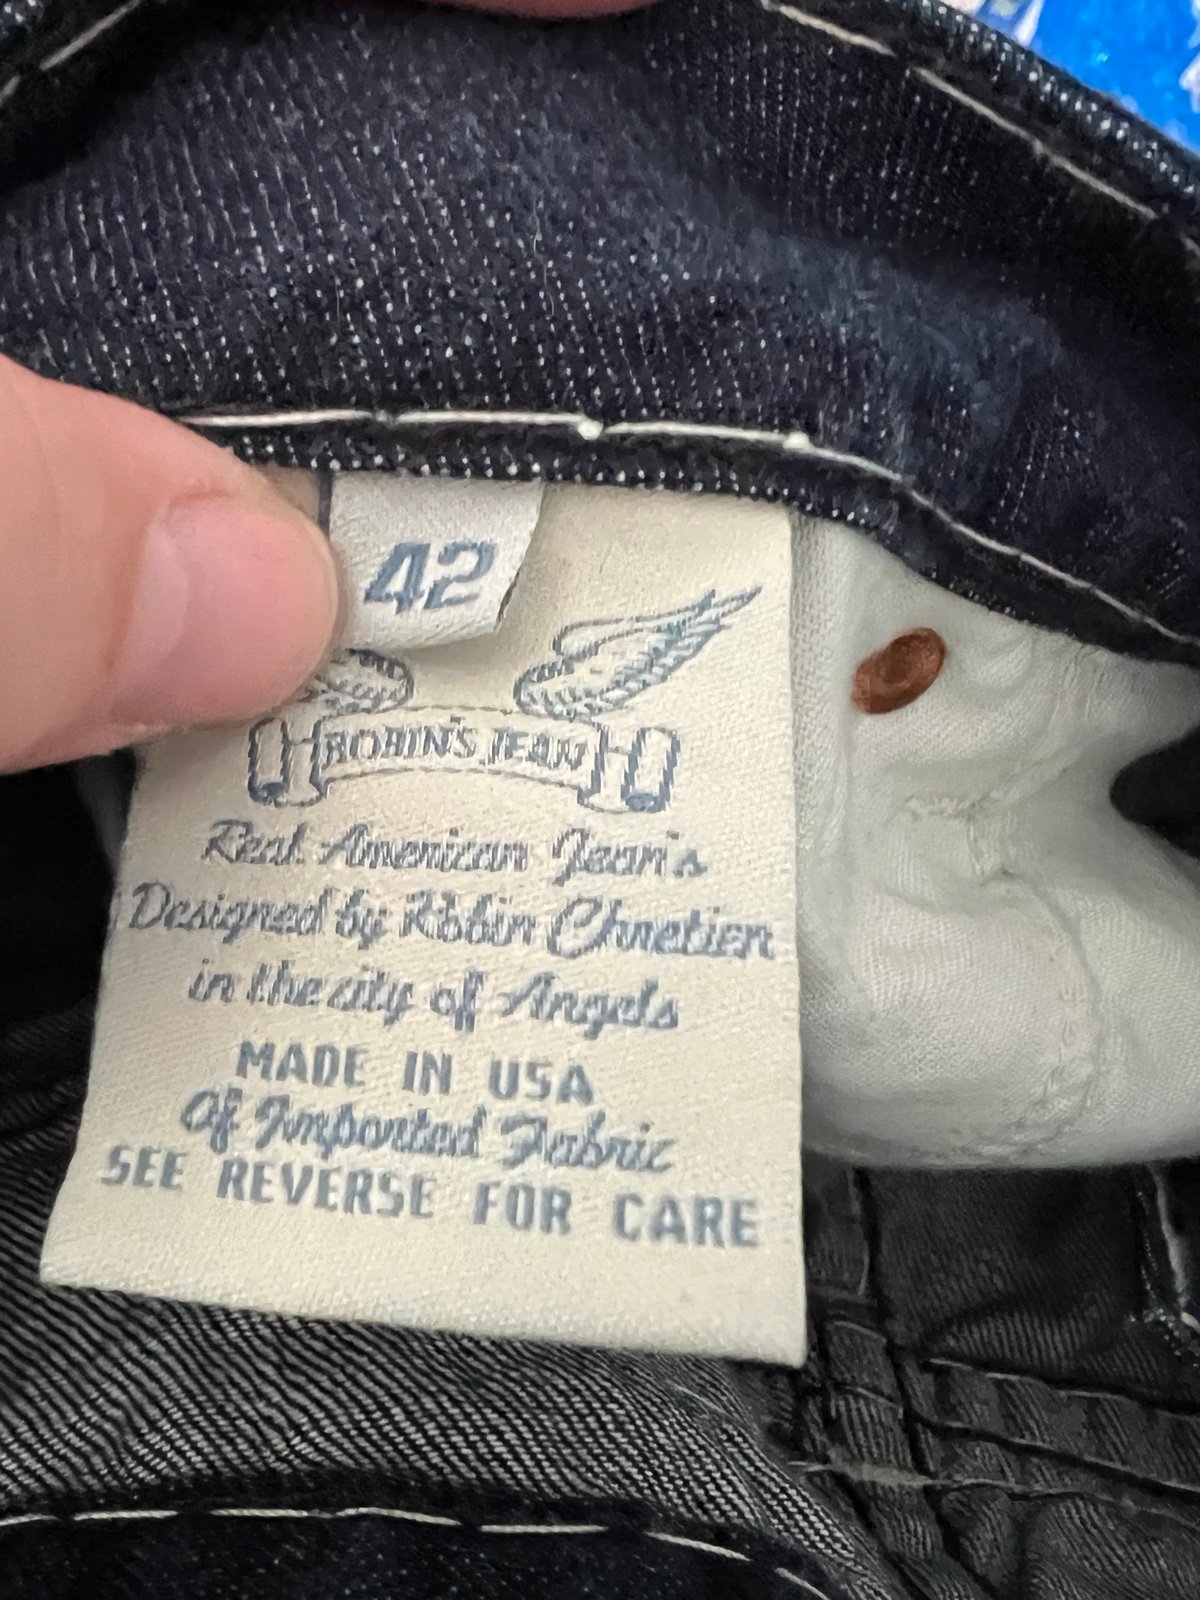 42
ROBIN'S JEAN
Real American Jean's
Designed by Robin Chretien
in the city of Angels
MADE IN USA
Of Imported Fabric
SEE REVERSE FOR CARE